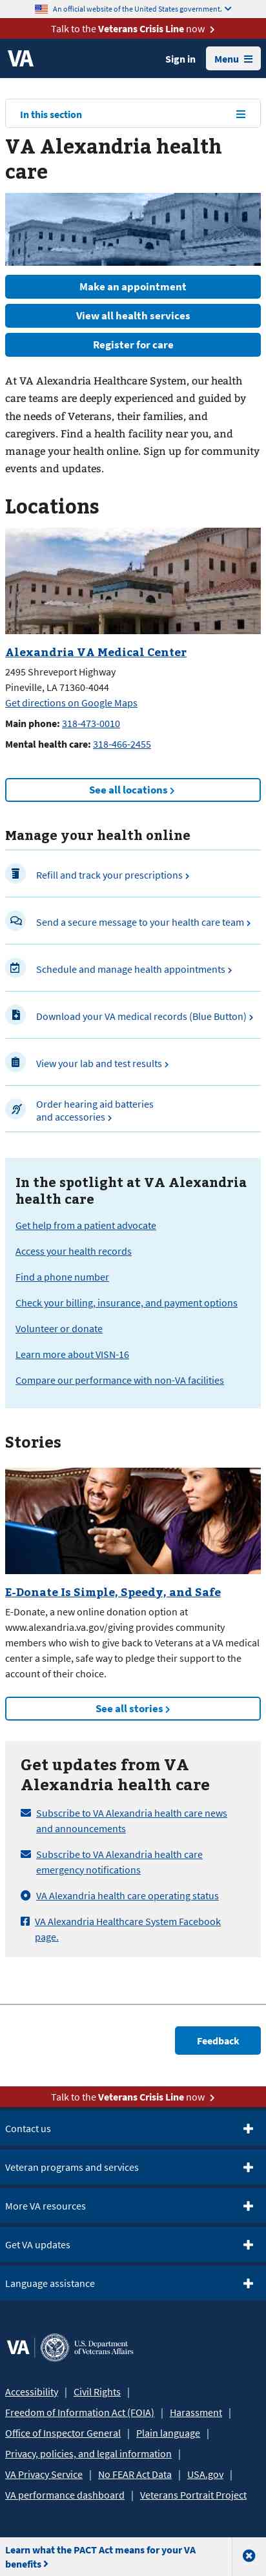 An official website of the United States government.
Talk to the Veterans Crisis Line now
VA
Sign in
Menu
In this section
VA Alexandria health
care
Make an appointment
View all health services
Register for care
At VA Alexandria Healthcare System, our health
care teams are deeply experienced and guided by
the needs of Veterans, their families, and
caregivers. Find a health facility near you, and
manage your health online. Sign up for community
events and updates.
Locations
Alexandria VA Medical Center
2495 Shreveport Highway
Pineville, LA 71360-4044
Get directions on Google Maps
Main phone: 318-473-0010
Mental health care: 318-466-2455
See all locations
Manage your health online
Refill and track your prescriptions
Send a secure message to your health care team
Schedule and manage health appointments
Download your VA medical records (Blue Button)
View your lab and test results
Order hearing aid batteries
and accessories
In the spotlight at VA Alexandria
health care
Get help from a patient advocate
Access your health records
Find a phone number
Check your billing, insurance, and payment options
Volunteer or donate
Learn more about VISN-16
Compare our performance with non-VA facilities
Stories
E-Donate Is Simple, Speedy, and Safe
E-Donate, a new online donation option at
www.alexandria.va.gov/giving provides community
members who wish to give back to Veterans at a VA medical
center a simple, safe way to pledge their support to the
account of their choice.
See all stories
Get updates from VA
Alexandria health care
Subscribe to VA Alexandria health care news
and announcements
Subscribe to VA Alexandria health care
emergency notifications
VA Alexandria health care operating status
VA Alexandria Healthcare System Facebook
page.
Feedback
Talk to the Veterans Crisis Line now
Contact us
Veteran programs and services
More VA resources
Get VA updates
Language assistance
VA
U.S. Department
of Veterans Affairs
Accessibility | Civil Rights |
Freedom of Information Act (FOIA) | Harassment |
Office of Inspector General | Plain language |
Privacy, policies, and legal information |
VA Privacy Service | No FEAR Act Data | USA.gov |
VA performance dashboard | Veterans Portrait Project
Learn what the PACT Act means for your VA
benefits